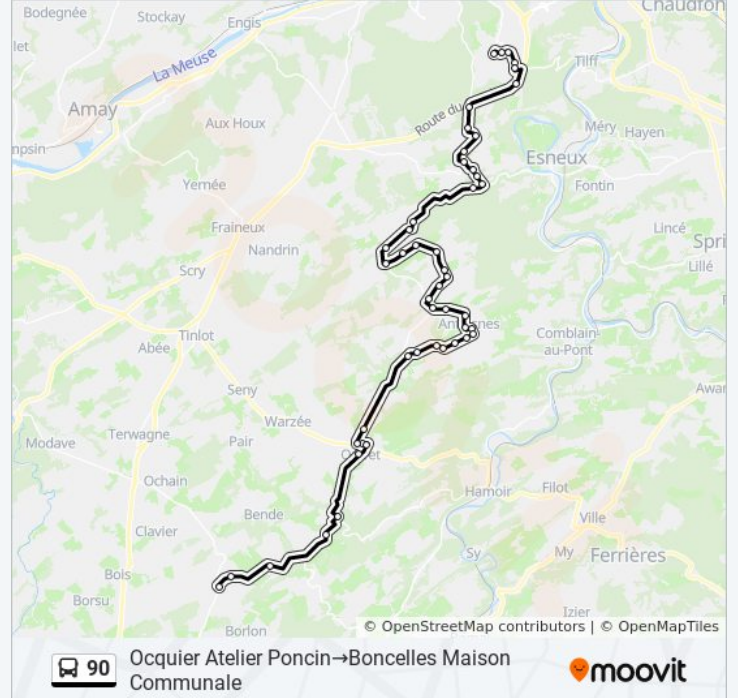 Chaudfon
Bodegnée
Stockay
Engis
let
La Meuse
Tilff
Amay
Route du
Aux Houx
Méry
Hayen
mpsin
Esneux
Yernée
Fontin
Fraineux
Lincé
Nandrin
Spri
Lillé
Scry
Tinlot
Abée
Comblain-
au-Pont
Seny
Awar
Warzée
Terwagne
Pair
Modave
Ochain
Hamoir
Filot
Bende
Ville
Clavier
Sy
My
Ferrières
Bois
Borsu
Izier
Borlon
© OpenStreetMap contributors | © OpenMapTiles
90
Ocquier Atelier Poncin→Boncelles Maison
Communale
moovit